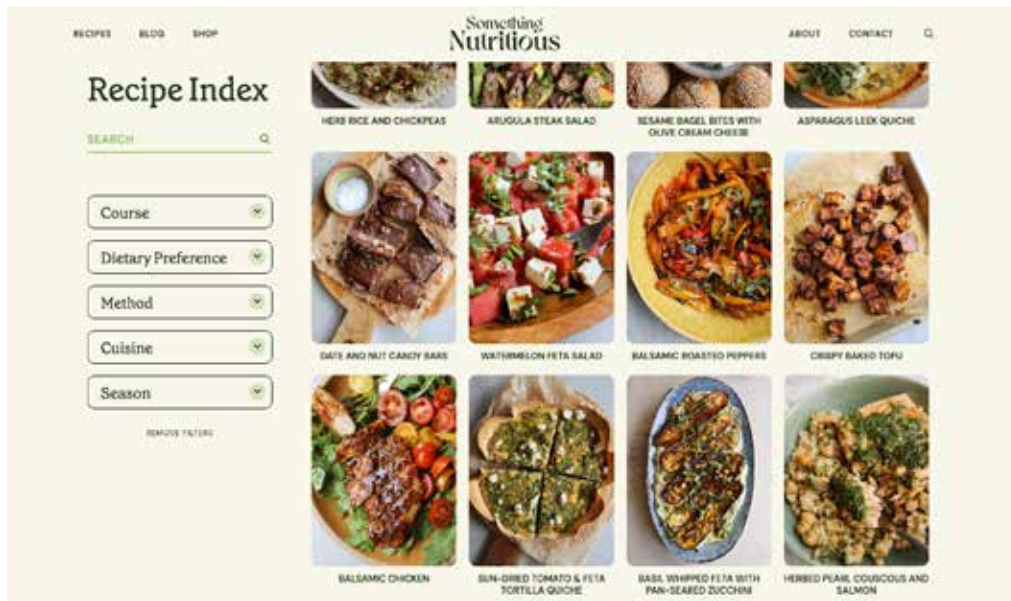 RECIPES BLOG SHOP
Something
Nutritious
ABOUT CONTACT
Recipe Index
SEARCH
Course
Dietary Preference
Method
Cuisine
Season
REMOVE FILTERS
HERB RICE AND CHICKPEAS
ARUGULA STEAK SALAD
SESAME BAGEL BITES WITH
OLIVE CREAM CHEESE
ASPARAGUS LEEK QUICHE
DATE AND NUT CANDY BARS
WATERMELON FETA SALAD
BALSAMIC ROASTED PEPPERS
CRISPY BAKED TOFU
BALSAMIC CHICKEN
SUN-DRIED TOMATO & FETA
TORTILLA QUICHE
BASIL WHIPPED FETA WITH
PAN-SEARED ZUCCHINI
HERBED PEARL COUSCOUS AND
SALMON